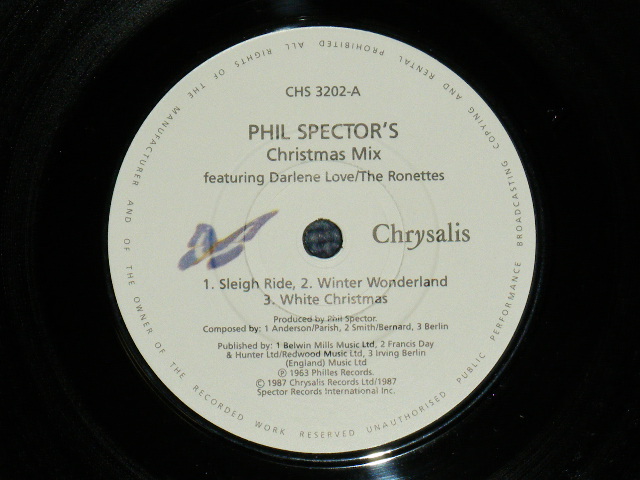 CHS 3202-A
PHIL SPECTOR'S
Christmas Mix
featuring Darlene Love/The Ronettes
Chrysalis
1. Sleigh Ride, 2. Winter Wonderland
3. White Christmas
Produced by Phil Spector.
Composed by: 1 Anderson/Parish, 2 Smith/Bernard, 3 Berlin
Published by: 1 Belwin Mills Music Ltd, 2 Francis Day
& Hunter Ltd/Redwood Music Ltd, 3 Irving Berlin
(England) Music Ltd
℗ 1963 Philles Records.
© 1987 Chrysalis Records Ltd/1987
Spector Records International Inc.
ALL RIGHTS OF THE MANUFACTURER AND OF THE OWNER OF THE RECORDED WORK RESERVED UNAUTHORISED PUBLIC PERFORMANCE BROADCASTING COPYING AND RENTAL PROHIBITED